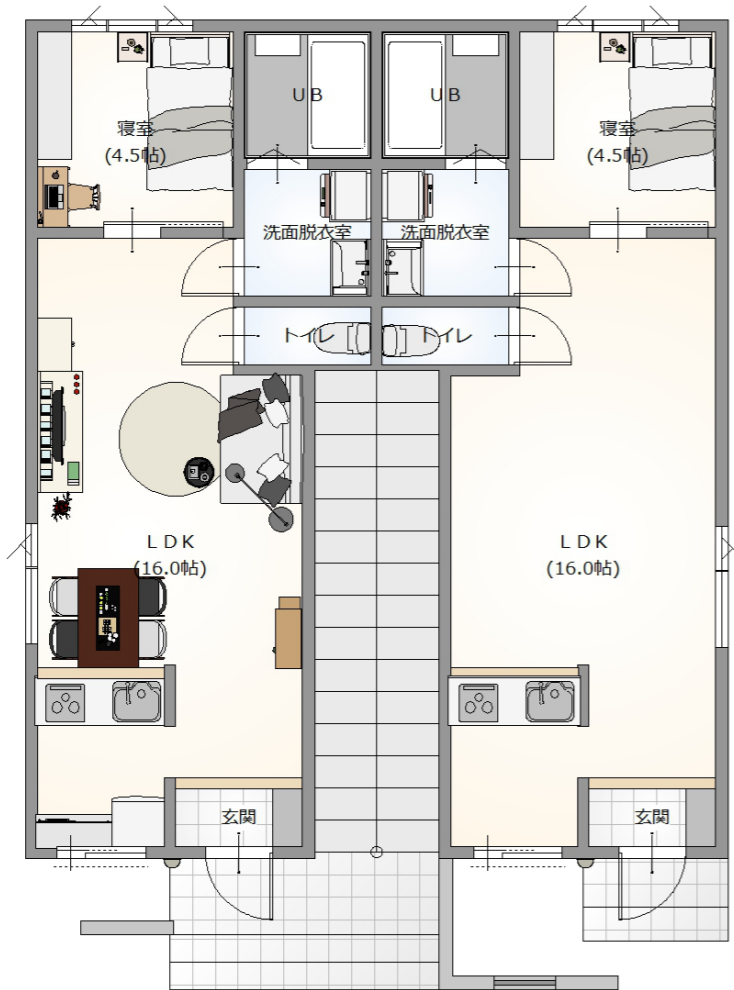 UB
UB
寝室
(4.5帖)
寝室
(4.5帖)
洗面脱衣室
洗面脱衣室
トイレ
トイレ
LDK
(16.0帖)
LDK
(16.0帖)
玄関
玄関